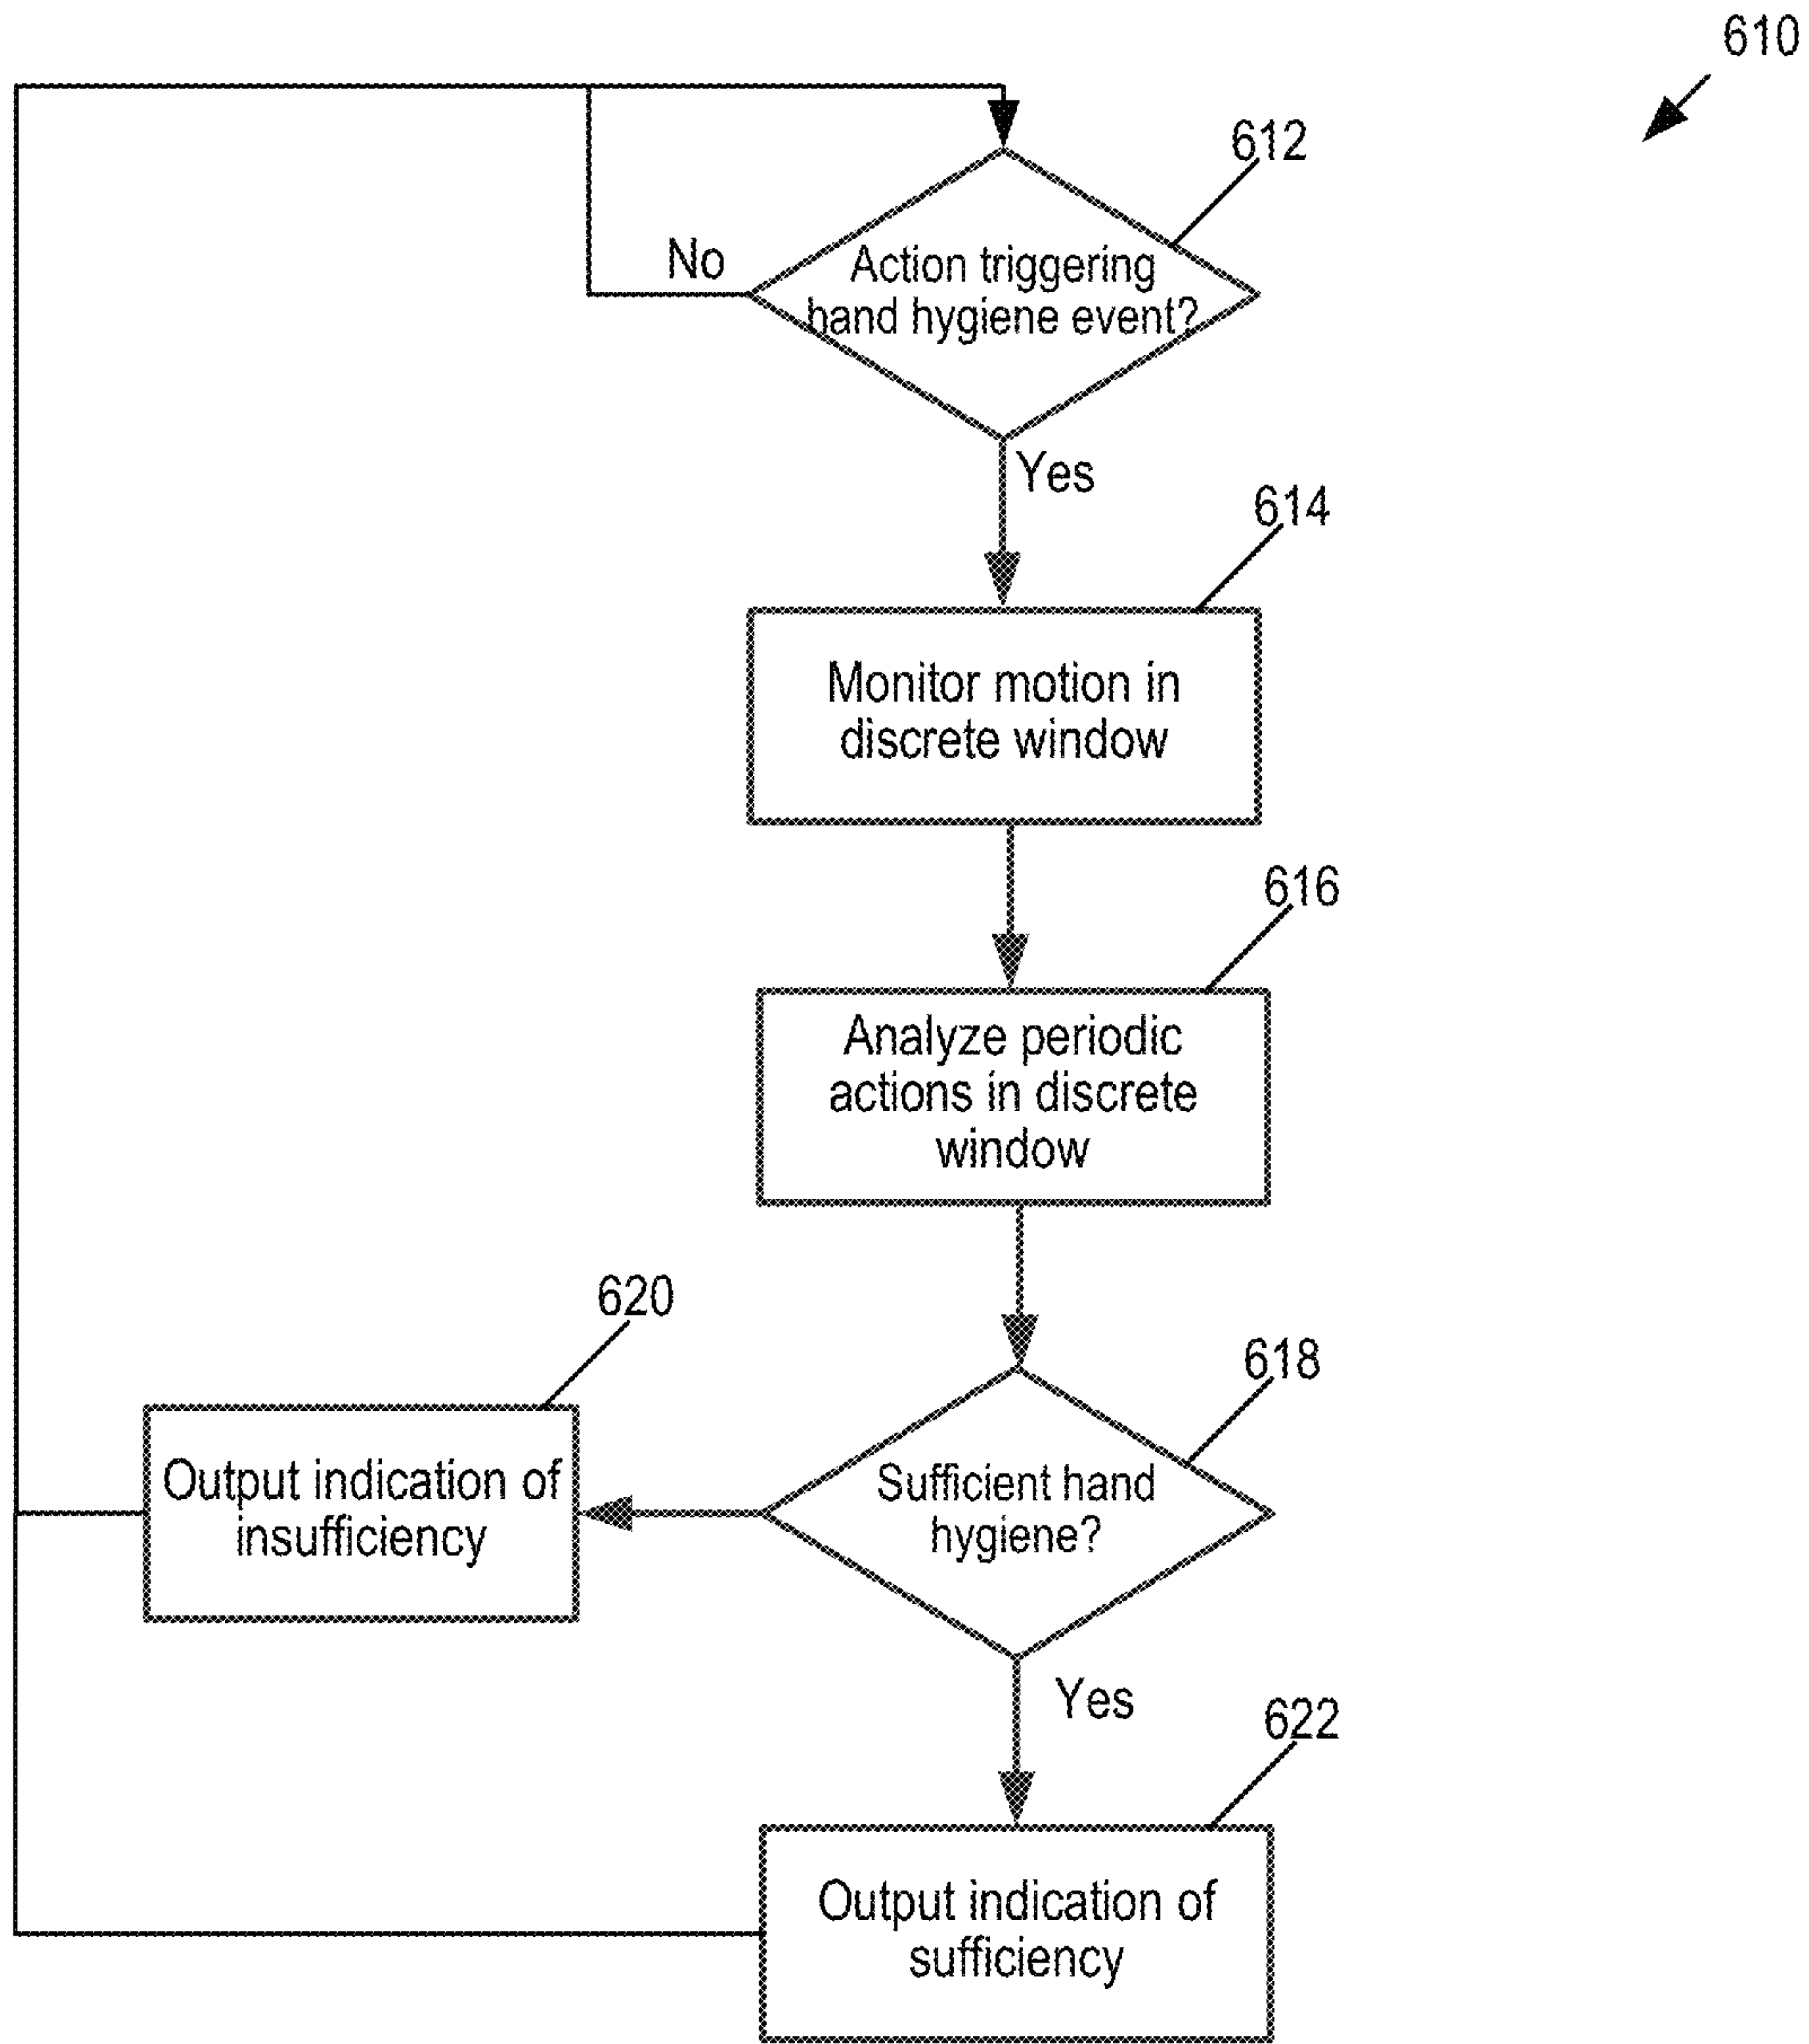 610
612
No
Action triggering
hand hygiene event?
Yes
614
Monitor motion in
discrete window
616
Analyze periodic
actions in discrete
window
620
618
Output indication of
insufficiency
Sufficient hand
hygiene?
Yes
622
Output indication of
sufficiency